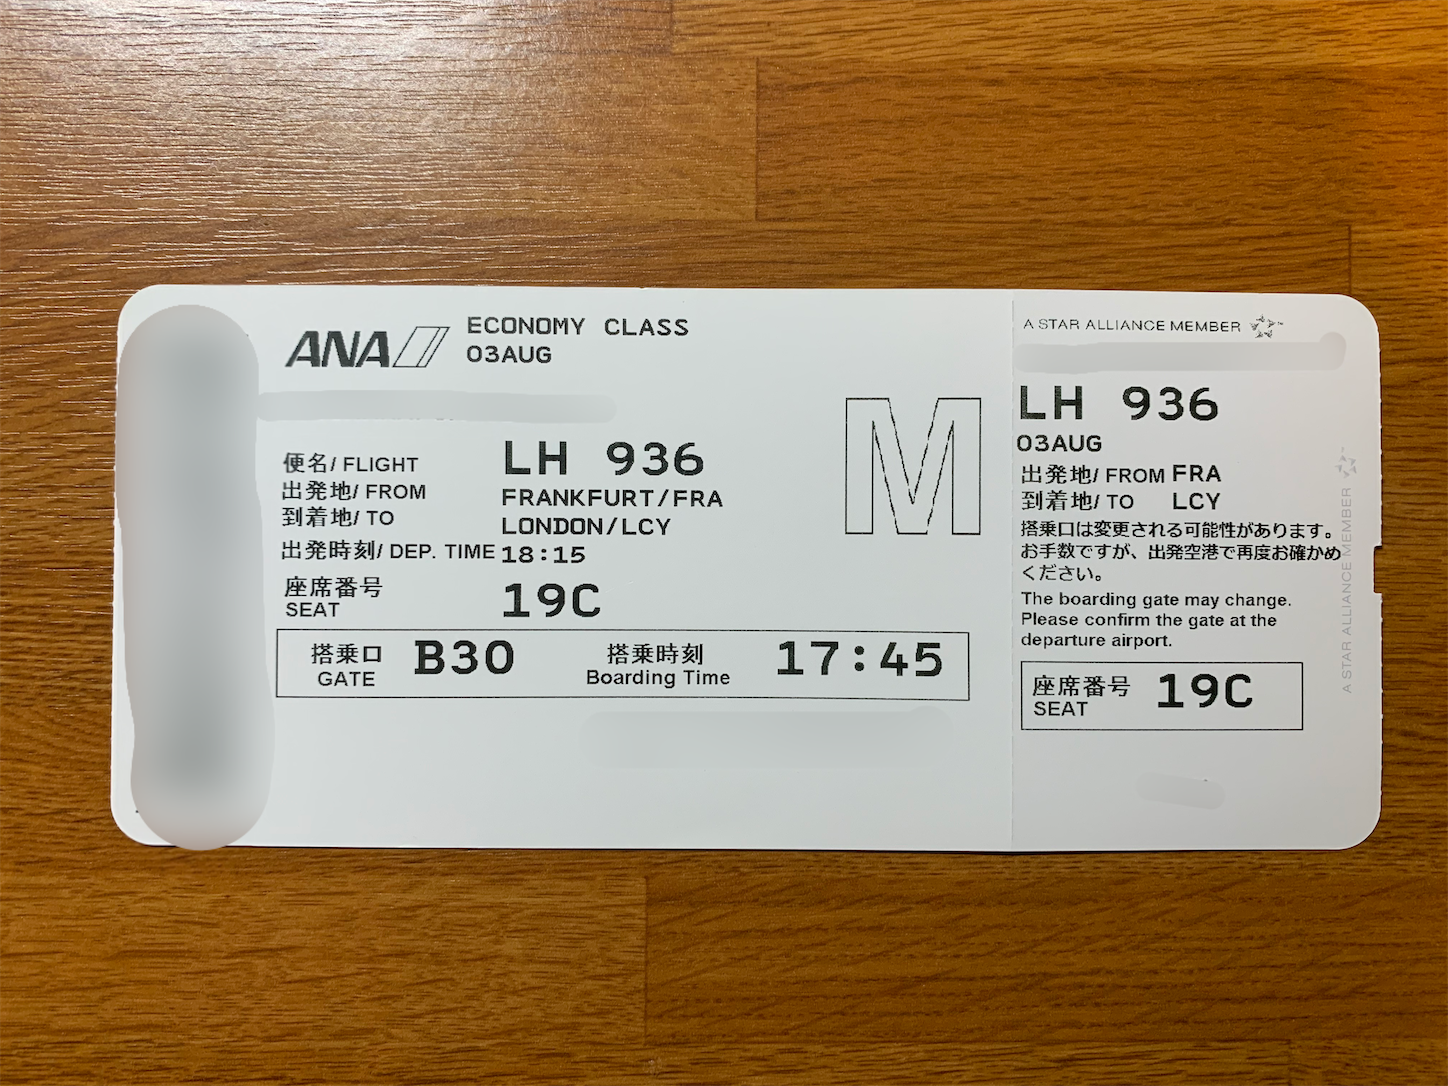 ANA
ECONOMY CLASS
03AUG
M
便名/ FLIGHT LH 936
出発地/ FROM FRANKFURT/FRA
到着地/ TO LONDON/LCY
出発時刻/ DEP. TIME 18:15
座席番号
SEAT 19C
搭乗口
GATE B30
搭乗時刻
Boarding Time 17:45
A STAR ALLIANCE MEMBER
LH 936
03AUG
出発地/ FROM FRA
到着地/ TO LCY
搭乗口は変更される可能性があります。
お手数ですが、出発空港で再度お確かめ
ください。
The boarding gate may change.
Please confirm the gate at the
departure airport.
座席番号
SEAT 19C
A STAR ALLIANCE MEMBER